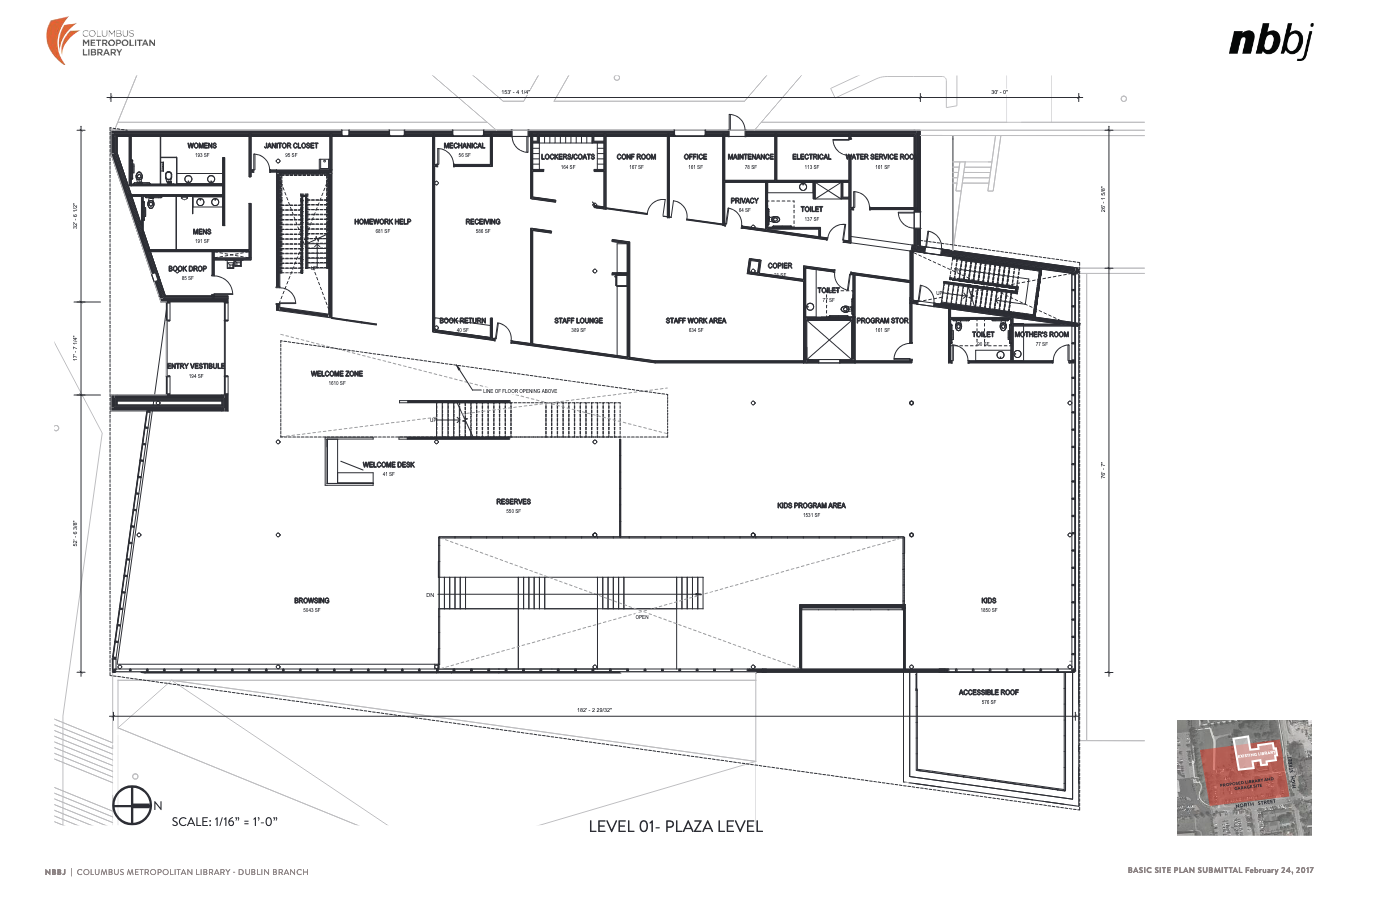 COLUMBUS
METROPOLITAN
LIBRARY
nbbj
153' - 4 1/4"
30' - 0"
WOMENS
193 SF
JANITOR CLOSET
95 SF
MECHANICAL
56 SF
LOCKERS/COATS
164 SF
CONF ROOM
167 SF
OFFICE
161 SF
MAINTENANCE
78 SF
ELECTRICAL
113 SF
WATER SERVICE ROO
161 SF
32' - 6 1/2"
26' - 1 5/8"
MENS
191 SF
HOMEWORK HELP
681 SF
RECEIVING
588 SF
PRIVACY
64 SF
TOILET
137 SF
BOOK DROP
85 SF
COPIER
TOILET
77 SF
UP
BOOK RETURN
40 SF
STAFF LOUNGE
389 SF
STAFF WORK AREA
634 SF
PROGRAM STOR.
161 SF
TOILET
MOTHER'S ROOM
77 SF
17' - 7 1/4"
ENTRY VESTIBULE
194 SF
WELCOME ZONE
1610 SF
LINE OF FLOOR OPENING ABOVE
UP
WELCOME DESK
41 SF
76' - 7"
RESERVES
550 SF
KIDS PROGRAM AREA
1531 SF
52' - 6 3/8"
DN
OPEN
BROWSING
5043 SF
KIDS
1850 SF
ACCESSIBLE ROOF
578 SF
182' - 2 29/32"
N
SCALE: 1/16" = 1'-0"
LEVEL 01- PLAZA LEVEL
EXISTING LIBRARY
PROPOSED LIBRARY AND
GARAGE SITE
NORTH STREET
NBBJ | COLUMBUS METROPOLITAN LIBRARY - DUBLIN BRANCH
BASIC SITE PLAN SUBMITTAL February 24, 2017